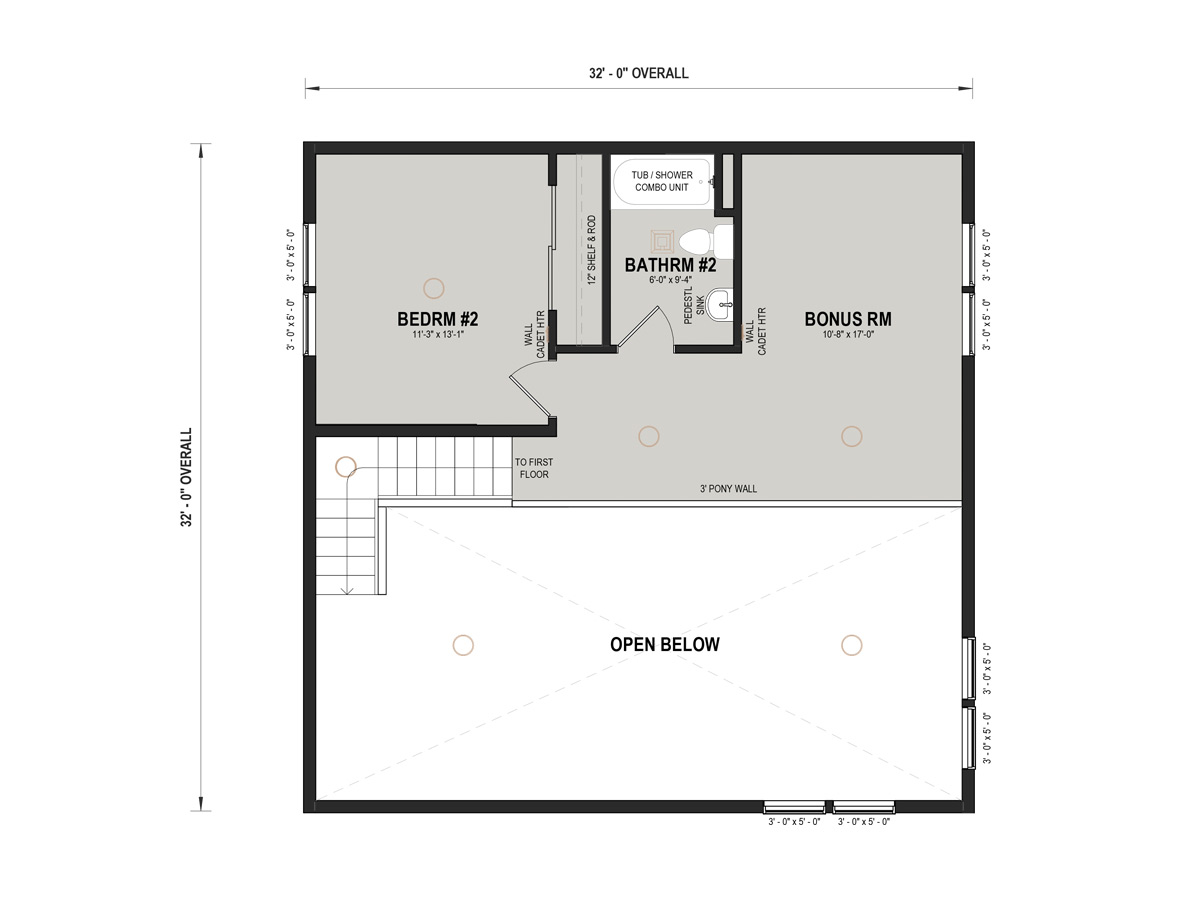 32' - 0" OVERALL
TUB / SHOWER
COMBO UNIT
12" SHELF & ROD
3' - 0" x 5' - 0"
3' - 0" x 5' - 0"
BATHRM #2
6'-0" x 9'-4"
PEDESTL
SINK
BEDRM #2
11'-3" x 13'-1"
WALL
CADET HTR
WALL
CADET HTR
BONUS RM
10'-8" x 17'-0"
3' - 0" x 5' - 0"
3' - 0" x 5' - 0"
32' - 0" OVERALL
TO FIRST
FLOOR
3' PONY WALL
OPEN BELOW
3' - 0" x 5' - 0"
3' - 0" x 5' - 0"
3' - 0" x 5' - 0"
3' - 0" x 5' - 0"